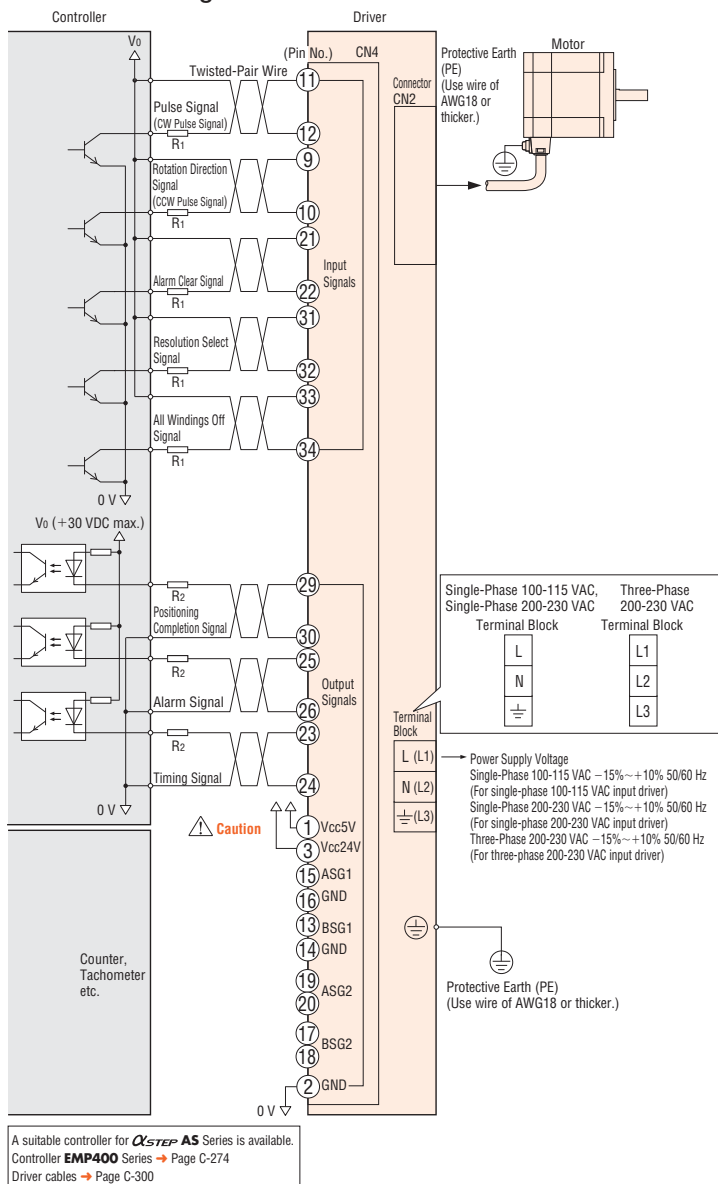 Controller
Driver
V0
(Pin No.)
CN4
Twisted-Pair Wire
11
Pulse Signal
(CW Pulse Signal)
R1
12
9
Rotation Direction
Signal
(CCW Pulse Signal)
R1
10
21
Alarm Clear Signal
R1
22
31
Resolution Select
Signal
R1
32
33
All Windings Off
Signal
R1
34
0 V
Input
Signals
Connector
CN2
Protective Earth
(PE)
(Use wire of
AWG18 or
thicker.)
Motor
V0 (+30 VDC max.)
29
R2
Positioning
Completion Signal
30
25
R2
Alarm Signal
26
23
R2
Timing Signal
24
0 V
Output
Signals
Caution
1 Vcc5V
3 Vcc24V
15 ASG1
16 GND
13 BSG1
14 GND
19
ASG2
20
17
BSG2
18
2 GND
0 V
Counter,
Tachometer
etc.
Single-Phase 100-115 VAC,
Single-Phase 200-230 VAC
Terminal Block
L
N
Three-Phase
200-230 VAC
Terminal Block
L1
L2
L3
Terminal
Block
L (L1)
N (L2)
(L3)
Power Supply Voltage
Single-Phase 100-115 VAC −15%~+10% 50/60 Hz
(For single-phase 100-115 VAC input driver)
Single-Phase 200-230 VAC −15%~+10% 50/60 Hz
(For single-phase 200-230 VAC input driver)
Three-Phase 200-230 VAC −15%~+10% 50/60 Hz
(For three-phase 200-230 VAC input driver)
Protective Earth (PE)
(Use wire of AWG18 or thicker.)
A suitable controller for αSTEP AS Series is available.
Controller EMP400 Series → Page C-274
Driver cables → Page C-300